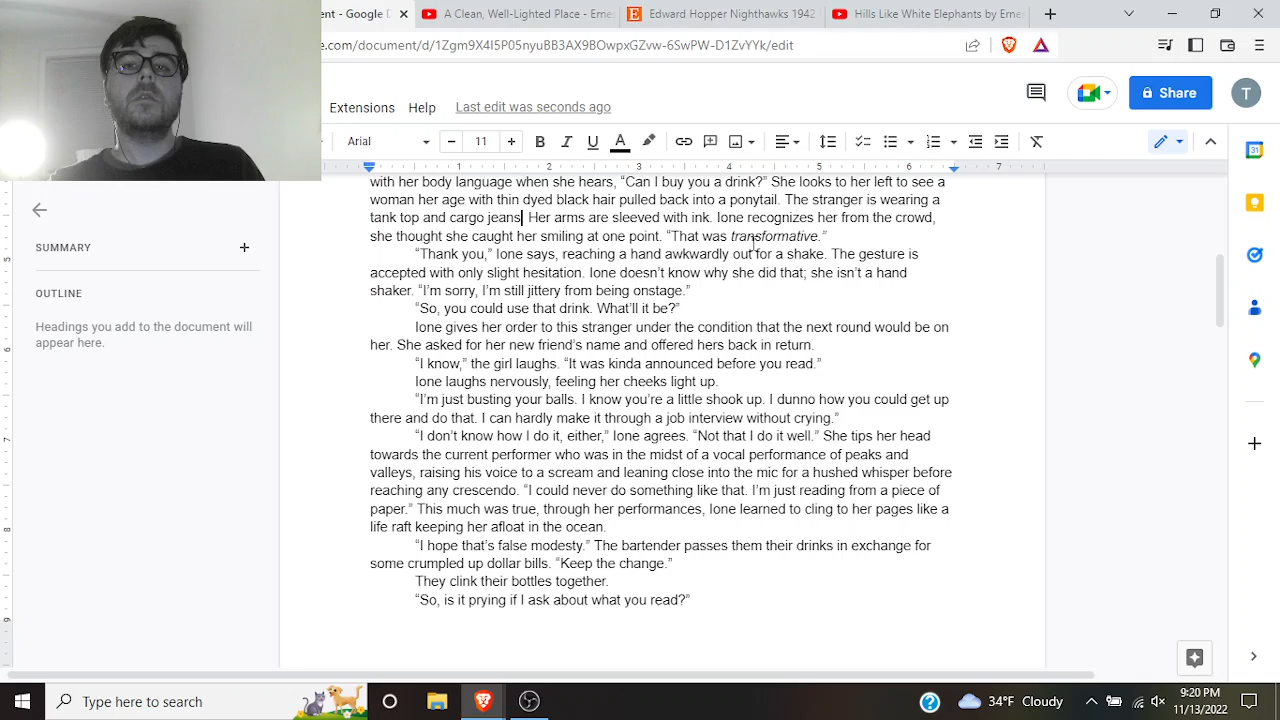 nt - Google D
A Clean, Well-Lighted Place - Erne
Edward Hopper Nighthawks 1942
Hills Like White Elephants by Erne
e.com/document/d/1Zgm9X4I5P05nyuBB3AX9BOwpxGZvw-6SwPW-D1ZvYYk/edit
Extensions Help Last edit was seconds ago
Share
T
Arial
11
1 2 3 4 5 6 7
with her body language when she hears, “Can I buy you a drink?” She looks to her left to see a
woman her age with thin dyed black hair pulled back into a ponytail. The stranger is wearing a
tank top and cargo jeans. Her arms are sleeved with ink. Ione recognizes her from the crowd,
she thought she caught her smiling at one point. “That was transformative.”
“Thank you,” Ione says, reaching a hand awkwardly out for a shake. The gesture is
accepted with only slight hesitation. Ione doesn’t know why she did that; she isn’t a hand
shaker. “I’m sorry, I’m still jittery from being onstage.”
“So, you could use that drink. What’ll it be?”
Ione gives her order to this stranger under the condition that the next round would be on
her. She asked for her new friend’s name and offered hers back in return.
“I know,” the girl laughs. “It was kinda announced before you read.”
Ione laughs nervously, feeling her cheeks light up.
“I’m just busting your balls. I know you’re a little shook up. I dunno how you could get up
there and do that. I can hardly make it through a job interview without crying.”
“I don’t know how I do it, either,” Ione agrees. “Not that I do it well.” She tips her head
towards the current performer who was in the midst of a vocal performance of peaks and
valleys, raising his voice to a scream and leaning close into the mic for a hushed whisper before
reaching any crescendo. “I could never do something like that. I’m just reading from a piece of
paper.” This much was true, through her performances, Ione learned to cling to her pages like a
life raft keeping her afloat in the ocean.
“I hope that’s false modesty.” The bartender passes them their drinks in exchange for
some crumpled up dollar bills. “Keep the change.”
They clink their bottles together.
“So, is it prying if I ask about what you read?”
SUMMARY
OUTLINE
Headings you add to the document will
appear here.
5
6
7
8
9
31
Type here to search
34°F Cloudy
9:20 PM
11/13/2022